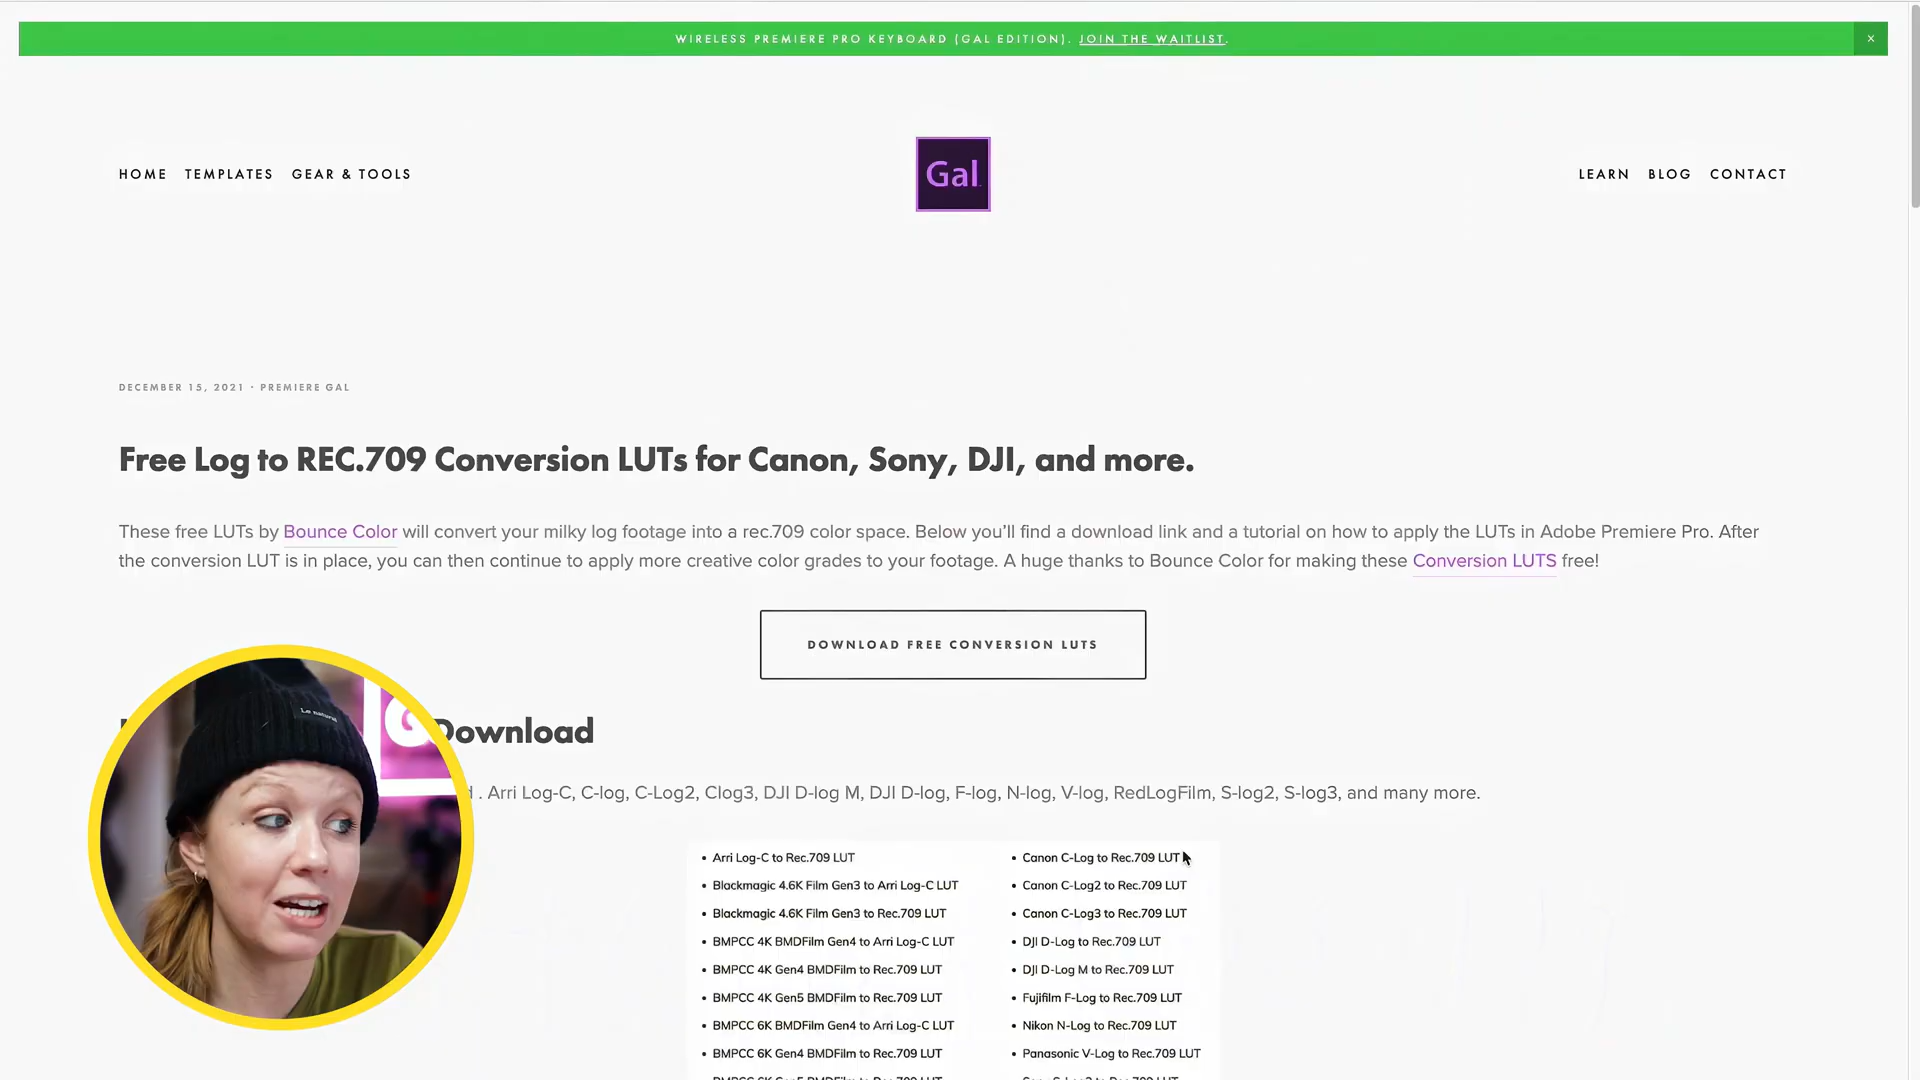 WIRELESS PREMIERE PRO KEYBOARD (GAL EDITION). JOIN THE WAITLIST.
×
HOME TEMPLATES GEAR & TOOLS
Gal
LEARN BLOG CONTACT
DECEMBER 15, 2021 · PREMIERE GAL
Free Log to REC.709 Conversion LUTs for Canon, Sony, DJI, and more.
These free LUTs by Bounce Color will convert your milky log footage into a rec.709 color space. Below you'll find a download link and a tutorial on how to apply the LUTs in Adobe Premiere Pro. After
the conversion LUT is in place, you can then continue to apply more creative color grades to your footage. A huge thanks to Bounce Color for making these Conversion LUTS free!
DOWNLOAD FREE CONVERSION LUTS
Download
. Arri Log-C, C-log, C-Log2, Clog3, DJI D-log M, DJI D-log, F-log, N-log, V-log, RedLogFilm, S-log2, S-log3, and many more.
• Arri Log-C to Rec.709 LUT
• Blackmagic 4.6K Film Gen3 to Arri Log-C LUT
• Blackmagic 4.6K Film Gen3 to Rec.709 LUT
• BMPCC 4K BMDFilm Gen4 to Arri Log-C LUT
• BMPCC 4K Gen4 BMDFilm to Rec.709 LUT
• BMPCC 4K Gen5 BMDFilm to Rec.709 LUT
• BMPCC 6K BMDFilm Gen4 to Arri Log-C LUT
• BMPCC 6K Gen4 BMDFilm to Rec.709 LUT
• Canon C-Log to Rec.709 LUT
• Canon C-Log2 to Rec.709 LUT
• Canon C-Log3 to Rec.709 LUT
• DJI D-Log to Rec.709 LUT
• DJI D-Log M to Rec.709 LUT
• Fujifilm F-Log to Rec.709 LUT
• Nikon N-Log to Rec.709 LUT
• Panasonic V-Log to Rec.709 LUT